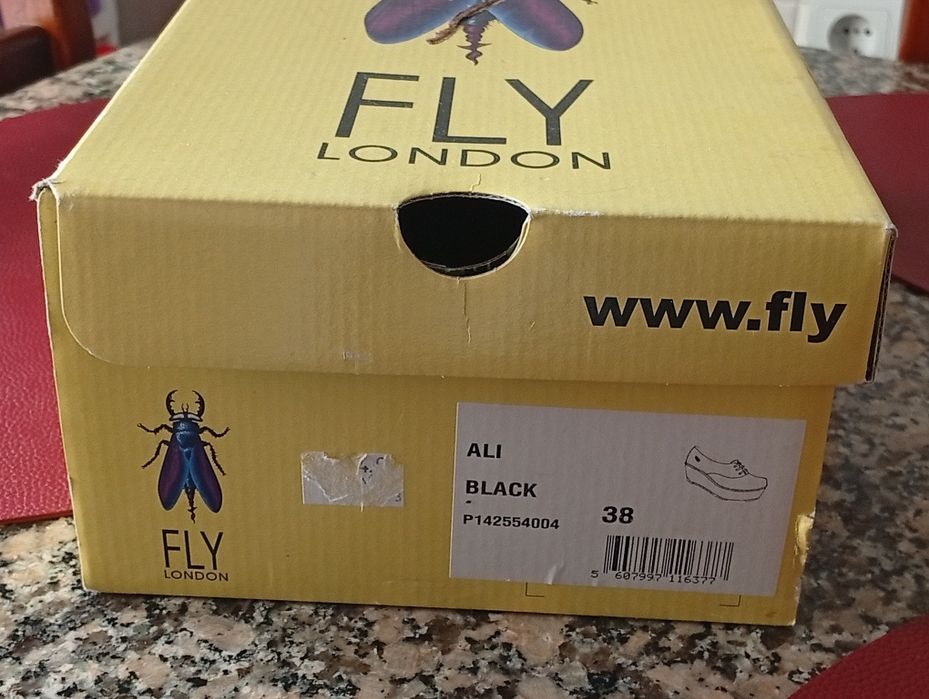 FLY
LONDON
www.fly
ALI
BLACK
P142554004
38
5 607997 116377
FLY
LONDON